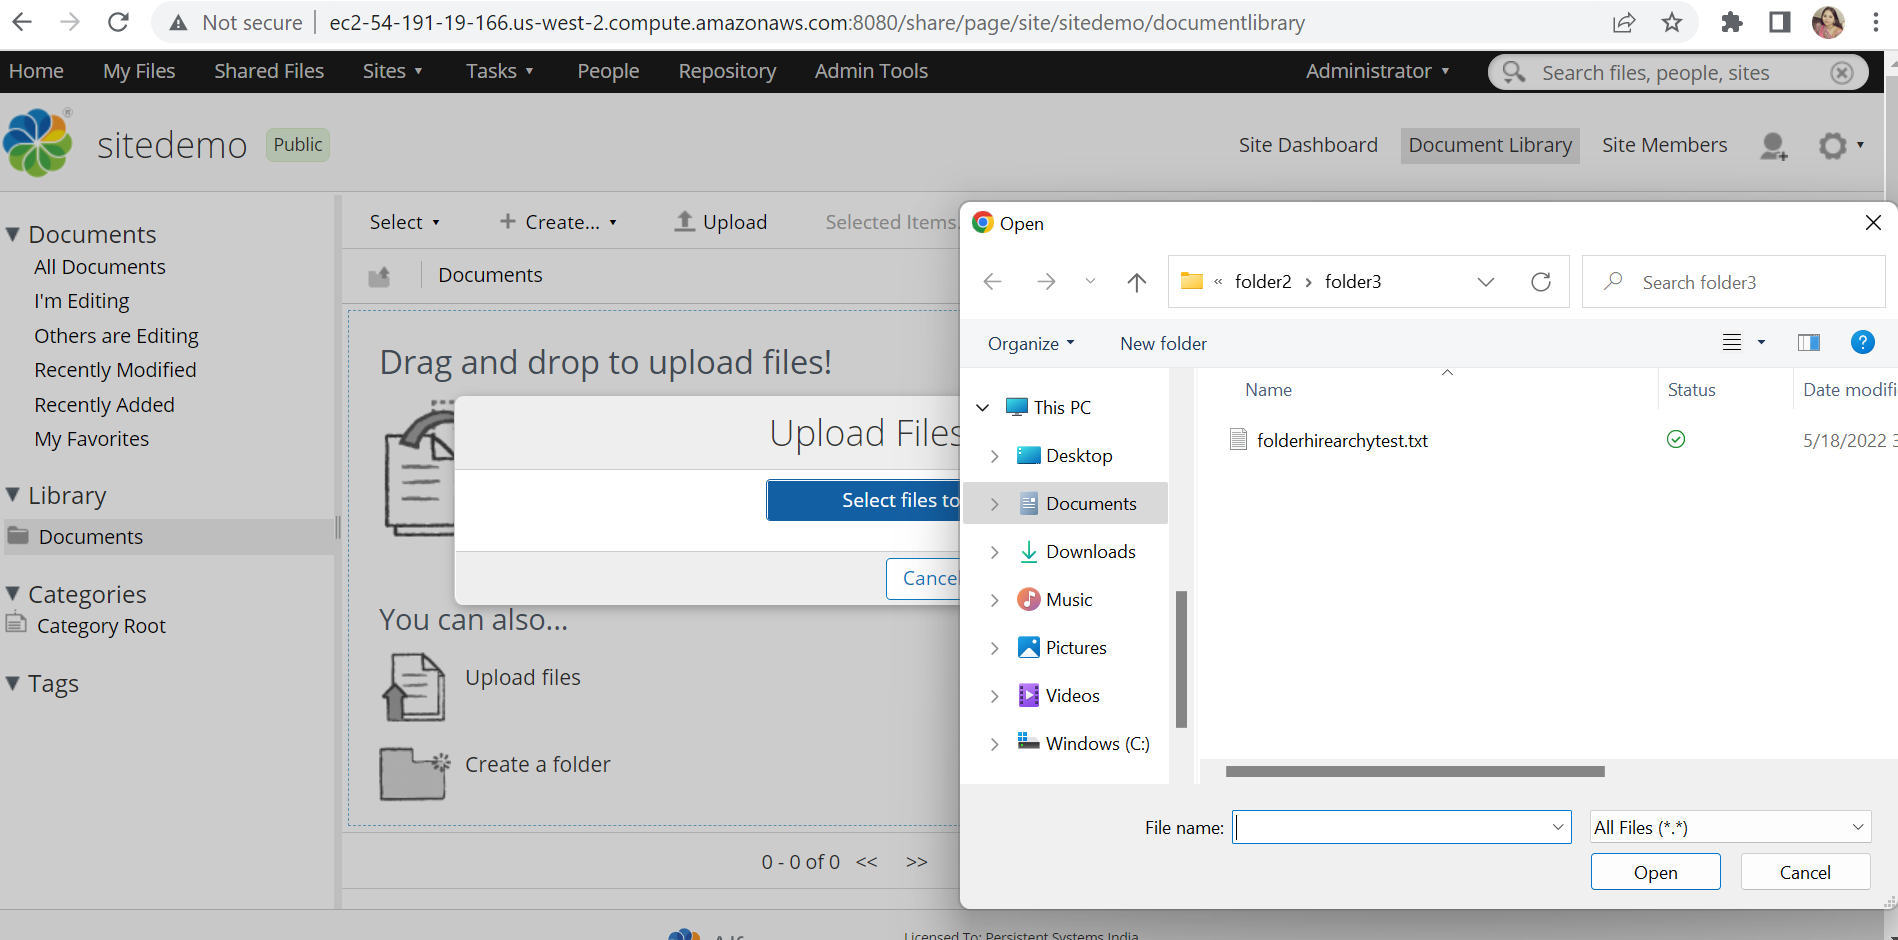 Not secure
ec2-54-191-19-166.us-west-2.compute.amazonaws.com:8080/share/page/site/sitedemo/documentlibrary
Home My Files Shared Files Sites Tasks People Repository Admin Tools Administrator Search files, people, sites
sitedemo Public Site Dashboard Document Library Site Members
Documents
All Documents
I'm Editing
Others are Editing
Recently Modified
Recently Added
My Favorites
Library
Documents
Categories
Category Root
Tags
Select + Create... Upload Selected Items.
Documents
Drag and drop to upload files!
Upload Files
Select files to
Cancel
You can also...
Upload files
Create a folder
0 - 0 of 0 << >>
Licensed To: Persistent Systems India
Open
« folder2 › folder3
Search folder3
Organize New folder ?
This PC
Desktop
Documents
Downloads
Music
Pictures
Videos
Windows (C:)
Name Status Date modifi
folderhirearchytest.txt 5/18/2022 3
File name: All Files (*.*)
Open Cancel